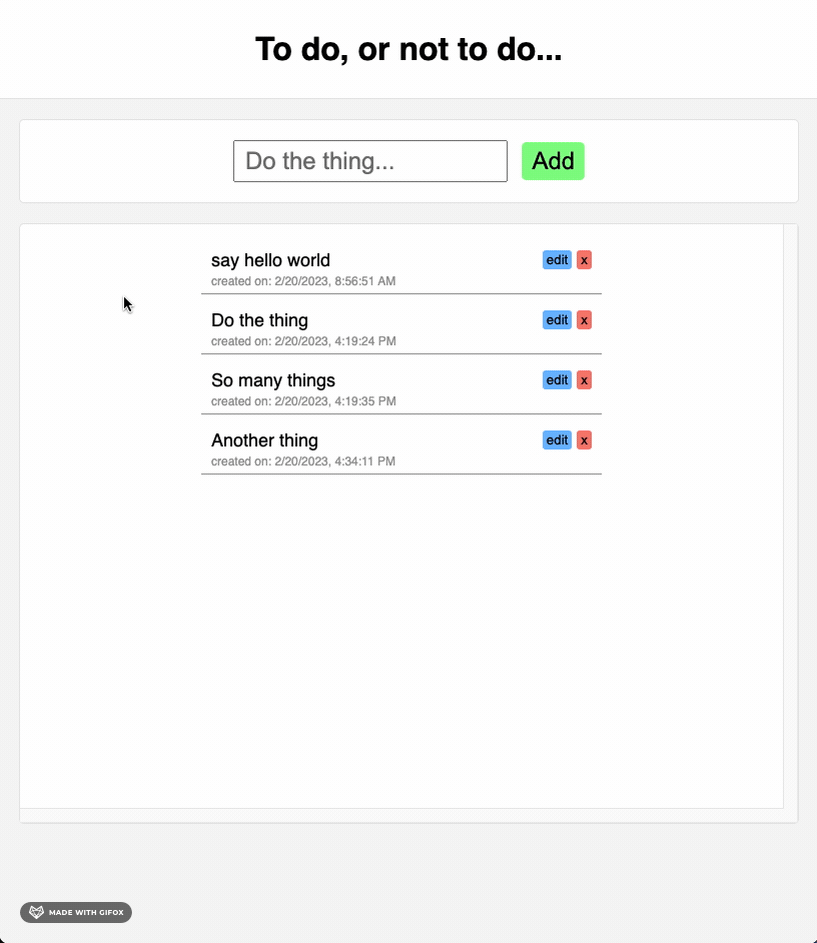 To do, or not to do...
Do the thing... Add
say hello world edit x
created on: 2/20/2023, 8:56:51 AM
Do the thing edit x
created on: 2/20/2023, 4:19:24 PM
So many things edit x
created on: 2/20/2023, 4:19:35 PM
Another thing edit x
created on: 2/20/2023, 4:34:11 PM
MADE WITH GIFOX